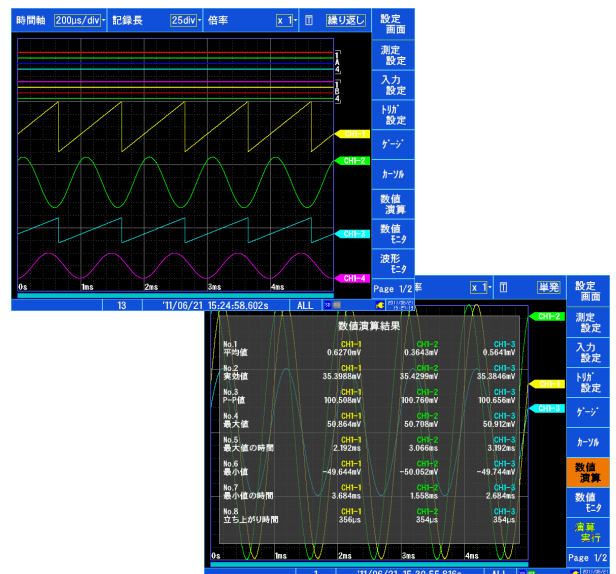 時間軸 200µs/div 記録長 25div 倍率 x 1 繰り返し
設定
画面
測定
設定
入力
設定
ﾄﾘｶﾞ
設定
ｹﾞｰｼﾞ
ｶｰｿﾙ
数値
演算
数値
ﾓﾆﾀ
波形
ﾓﾆﾀ
Page 1/2
1
A
4
1
B
4
CH1-1
CH1-2
CH1-3
CH1-4
0s 1ms 2ms 3ms 4ms
13 '11/06/21 15:24:58.602s ALL
率 x 1 単発
設定
画面
測定
設定
入力
設定
ﾄﾘｶﾞ
設定
ｹﾞｰｼﾞ
ｶｰｿﾙ
数値
演算
数値
ﾓﾆﾀ
演算
実行
Page 1/2
CH1-2
CH1-1
CH1-3
数値演算結果
No.1 CH1-1 CH1-2 CH1-3
平均値 0.6270mV 0.3643mV 0.5641mV
No.2 CH1-1 CH1-2 CH1-3
実効値 35.3988mV 35.4299mV 35.3846mV
No.3 CH1-1 CH1-2 CH1-3
P-P値 100.508mV 100.760mV 100.656mV
No.4 CH1-1 CH1-2 CH1-3
最大値 50.864mV 50.708mV 50.912mV
No.5 CH1-1 CH1-2 CH1-3
最大値の時間 2.192ms 3.066ms 3.192ms
No.6 CH1-1 CH1-2 CH1-3
最小値 -49.644mV -50.052mV -49.744mV
No.7 CH1-1 CH1-2 CH1-3
最小値の時間 3.684ms 1.558ms 2.684ms
No.8 CH1-1 CH1-2 CH1-3
立ち上がり時間 356µs 354µs 354µs
0s 1ms 2ms 3ms 4ms